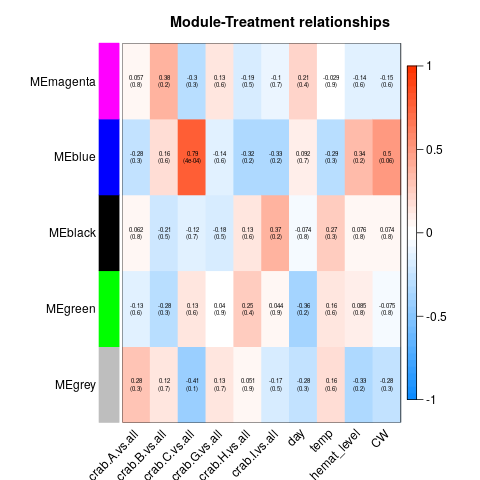 Module-Treatment relationships
MEmagenta
0.057 0.38 -0.3 0.13 -0.19 -0.1 0.21 -0.029 -0.14 -0.15
(0.8) (0.2) (0.3) (0.6) (0.5) (0.7) (0.4) (0.9) (0.6) (0.6)
MEblue
-0.28 0.16 0.79 -0.14 -0.32 -0.33 0.092 -0.29 0.34 0.5
(0.3) (0.6) (4e-04) (0.6) (0.2) (0.2) (0.7) (0.3) (0.2) (0.06)
MEblack
0.062 -0.21 -0.12 -0.18 0.13 0.37 -0.074 0.27 0.076 0.074
(0.8) (0.5) (0.7) (0.5) (0.6) (0.2) (0.8) (0.3) (0.8) (0.8)
MEgreen
-0.13 -0.28 0.13 0.04 0.25 0.044 -0.36 0.16 0.085 -0.075
(0.6) (0.3) (0.6) (0.9) (0.4) (0.9) (0.2) (0.6) (0.8) (0.8)
MEgrey
0.28 0.12 -0.41 0.13 0.051 -0.17 -0.28 0.16 -0.33 -0.28
(0.3) (0.7) (0.1) (0.7) (0.9) (0.5) (0.3) (0.6) (0.2) (0.3)
crab.A.vs.all
crab.B.vs.all
crab.C.vs.all
crab.G.vs.all
crab.H.vs.all
crab.I.vs.all
day
temp
hemat_level
CW
1
0.5
0
-0.5
-1